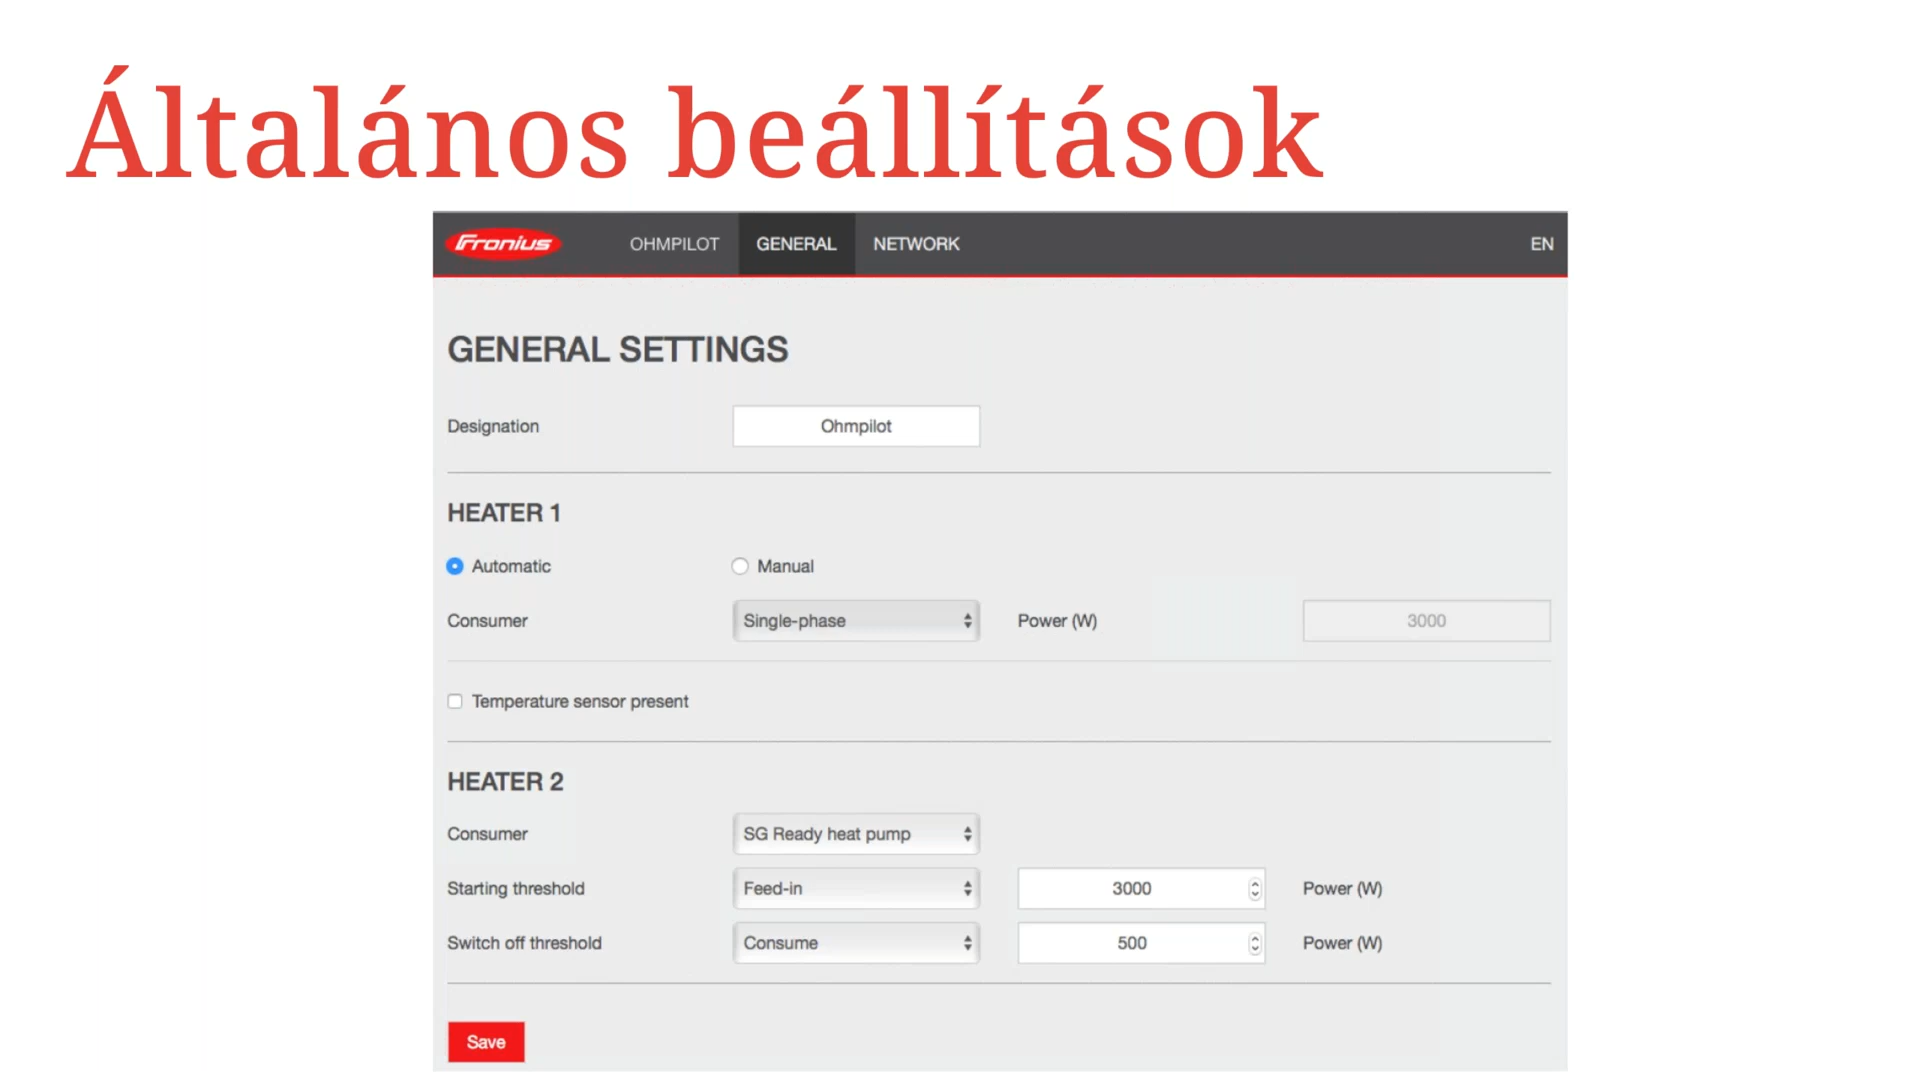 Általános beállítások
Fronius OHMPILOT GENERAL NETWORK EN
GENERAL SETTINGS
Designation Ohmpilot
HEATER 1
Automatic Manual
Consumer Single-phase Power (W) 3000
Temperature sensor present
HEATER 2
Consumer SG Ready heat pump
Starting threshold Feed-in 3000 Power (W)
Switch off threshold Consume 500 Power (W)
Save